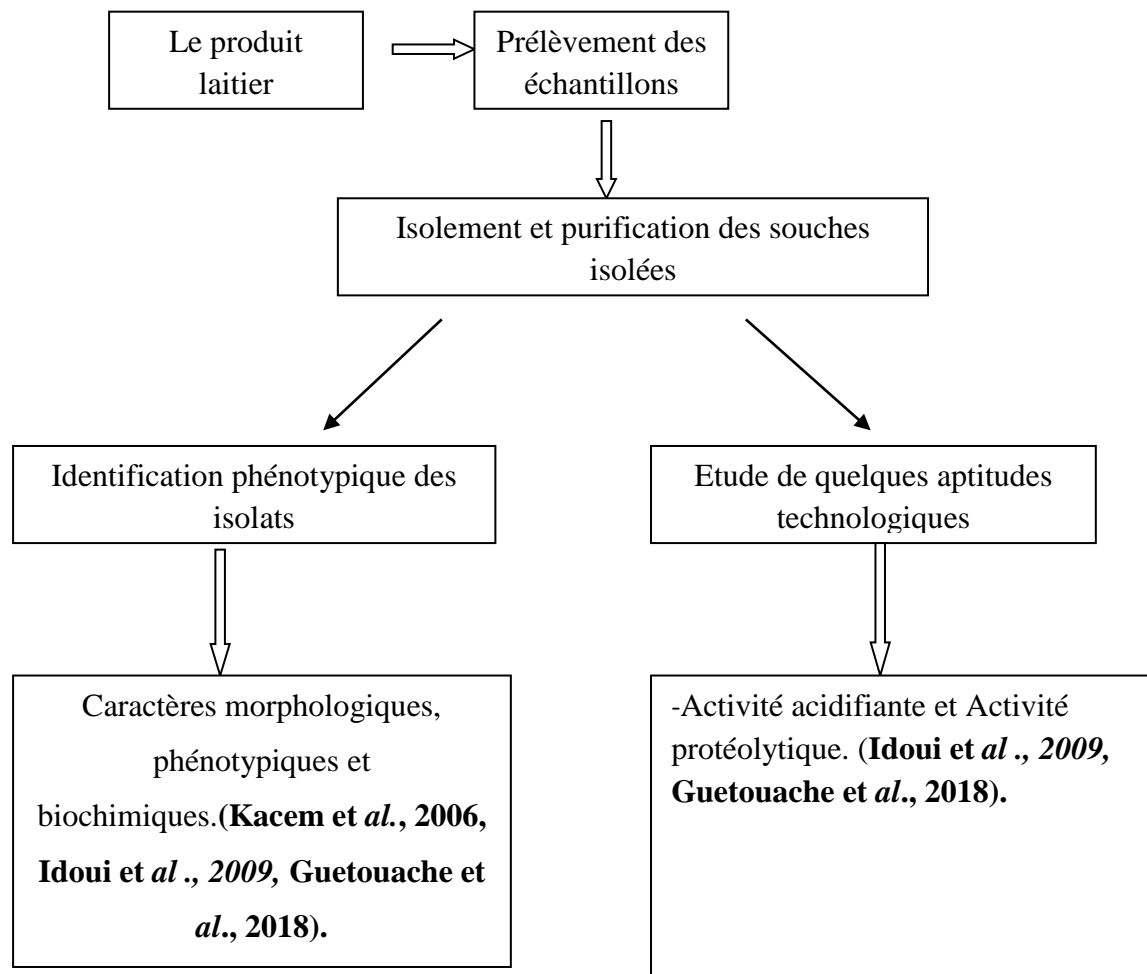 Le produit
laitier
Prélèvement des
échantillons
Isolement et purification des souches
isolées
Identification phénotypique des
isolats
Etude de quelques aptitudes
technologiques
Caractères morphologiques,
phénotypiques et
biochimiques.(Kacem et al., 2006,
Idoui et al ., 2009, Guetouache et
al., 2018).
-Activité acidifiante et Activité
protéolytique. (Idoui et al ., 2009,
Guetouache et al., 2018).